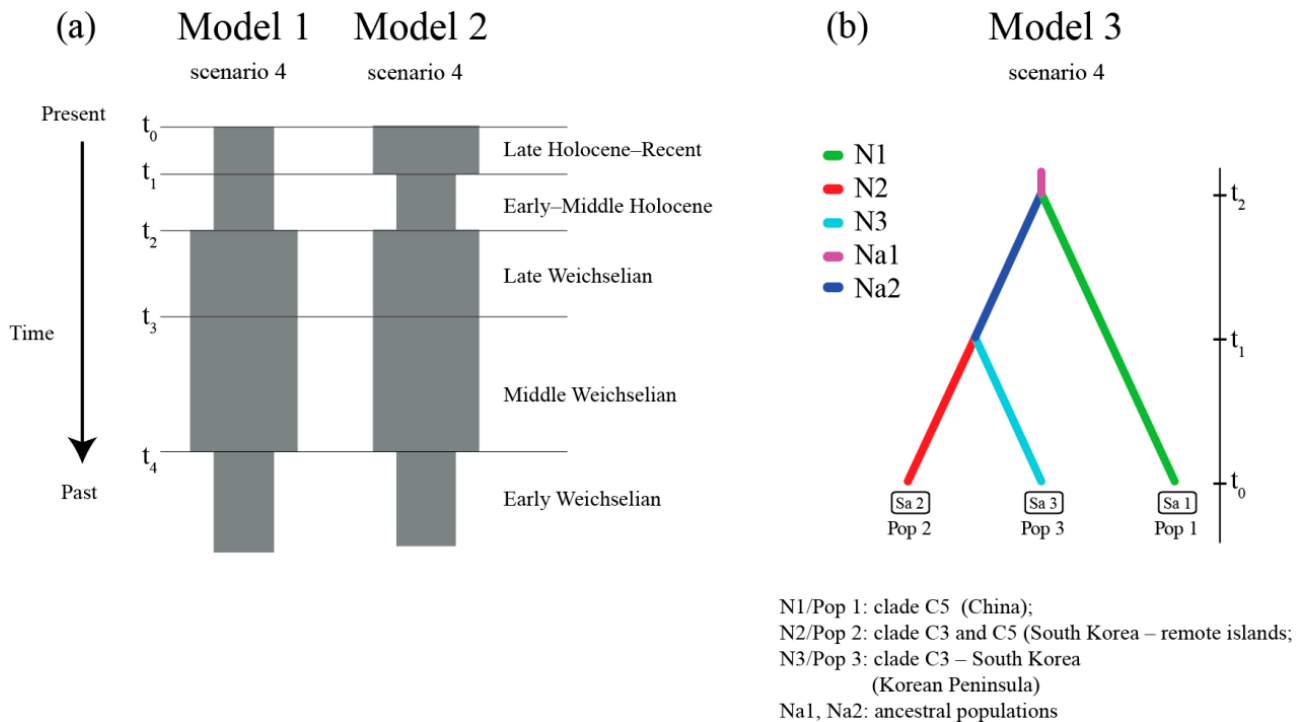 (a)
Model 1
Model 2
scenario 4
scenario 4
Present
Time
Past
t0
t1
t2
t3
t4
Late Holocene–Recent
Early–Middle Holocene
Late Weichselian
Middle Weichselian
Early Weichselian
(b)
Model 3
scenario 4
N1
N2
N3
Na1
Na2
t2
t1
t0
Sa 2
Sa 3
Sa 1
Pop 2
Pop 3
Pop 1
N1/Pop 1: clade C5 (China);
N2/Pop 2: clade C3 and C5 (South Korea – remote islands;
N3/Pop 3: clade C3 – South Korea
(Korean Peninsula)
Na1, Na2: ancestral populations